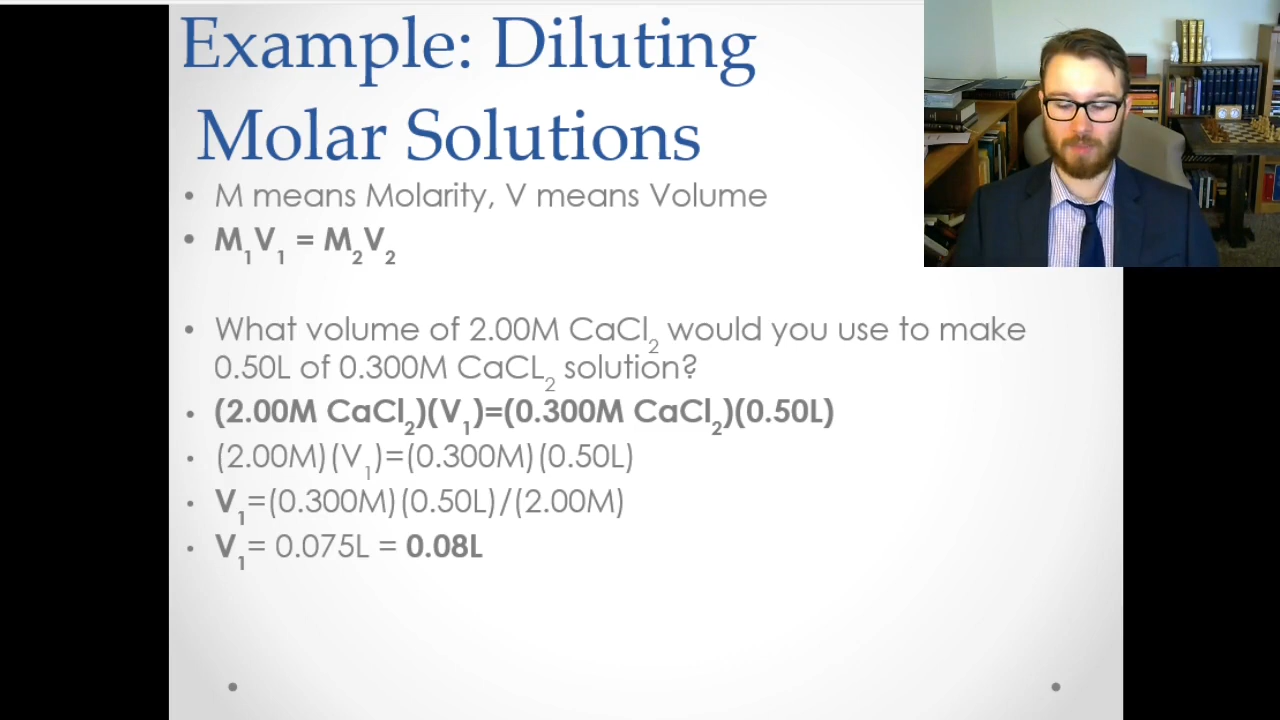 Example: Diluting
Molar Solutions
• M means Molarity, V means Volume
• M₁V₁ = M₂V₂
• What volume of 2.00M CaCl₂ would you use to make
0.50L of 0.300M CaCL₂ solution?
• (2.00M CaCl₂)(V₁)=(0.300M CaCl₂)(0.50L)
• (2.00M)(V₁)=(0.300M)(0.50L)
• V₁=(0.300M)(0.50L)/(2.00M)
• V₁= 0.075L = 0.08L